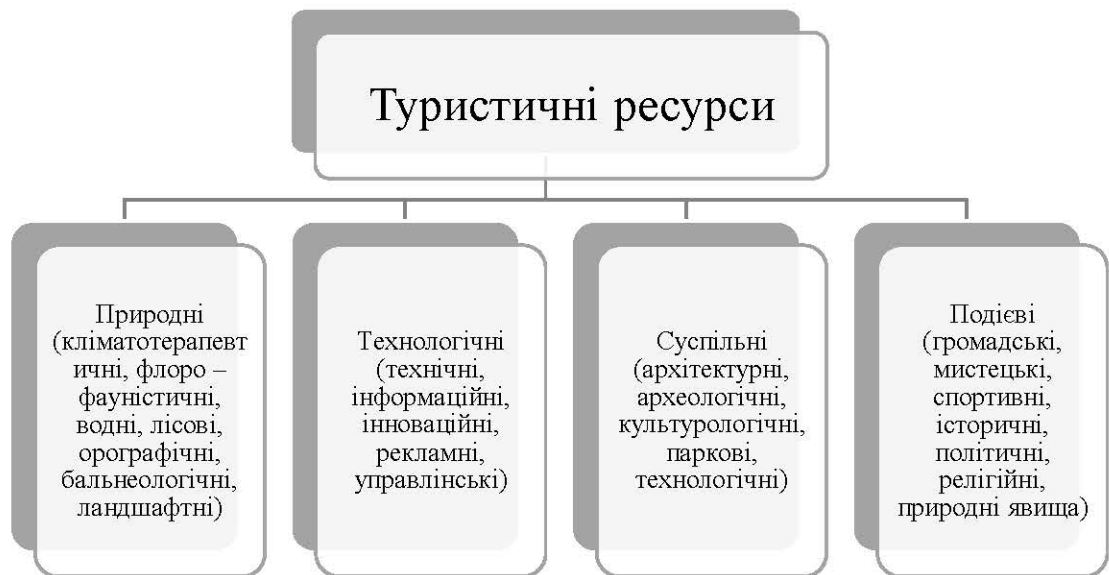 Туристичні ресурси
Природні
(кліматотерапевт
ичні, флоро –
фауністичні,
водні, лісові,
орографічні,
бальнеологічні,
ландшафтні)
Технологічні
(технічні,
інформаційні,
інноваційні,
рекламні,
управлінські)
Суспільні
(архітектурні,
археологічні,
культурологічні,
паркові,
технологічні)
Подієві
(громадські,
мистецькі,
спортивні,
історичні,
політичні,
релігійні,
природні явища)